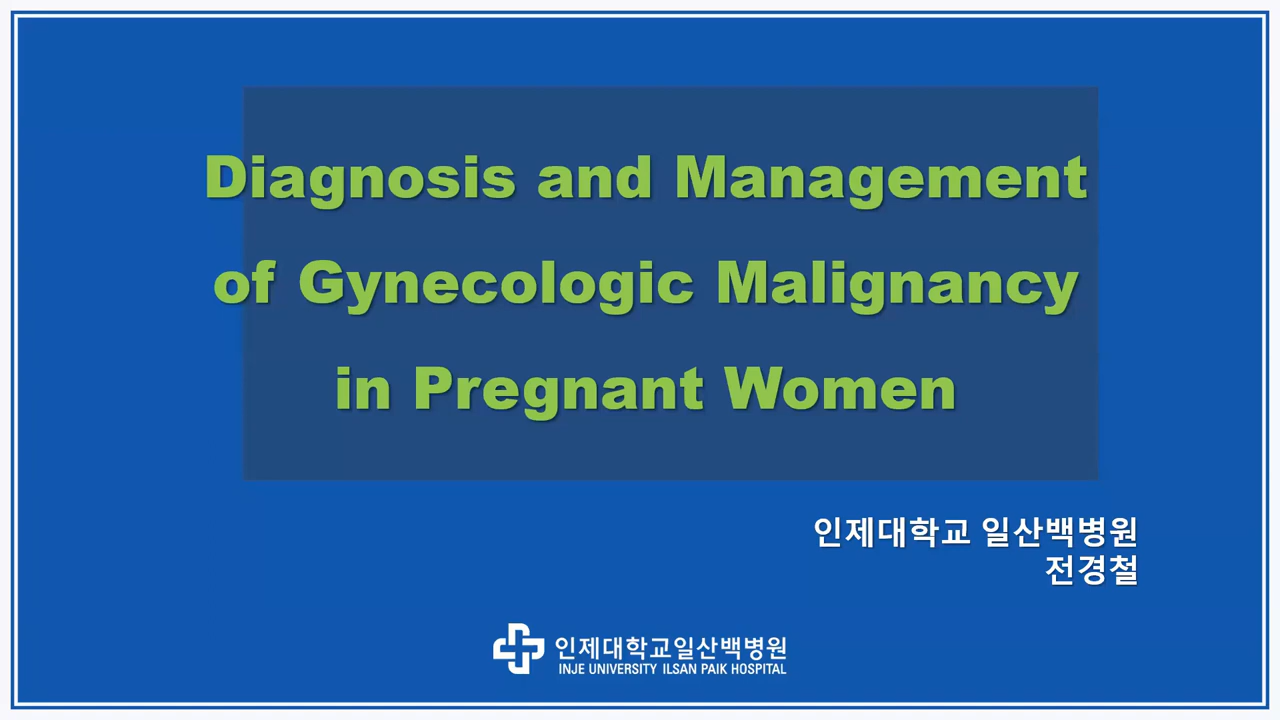 Diagnosis and Management
of Gynecologic Malignancy
in Pregnant Women
인제대학교 일산백병원
전경철
인제대학교일산백병원
INJE UNIVERSITY ILSAN PAIK HOSPITAL